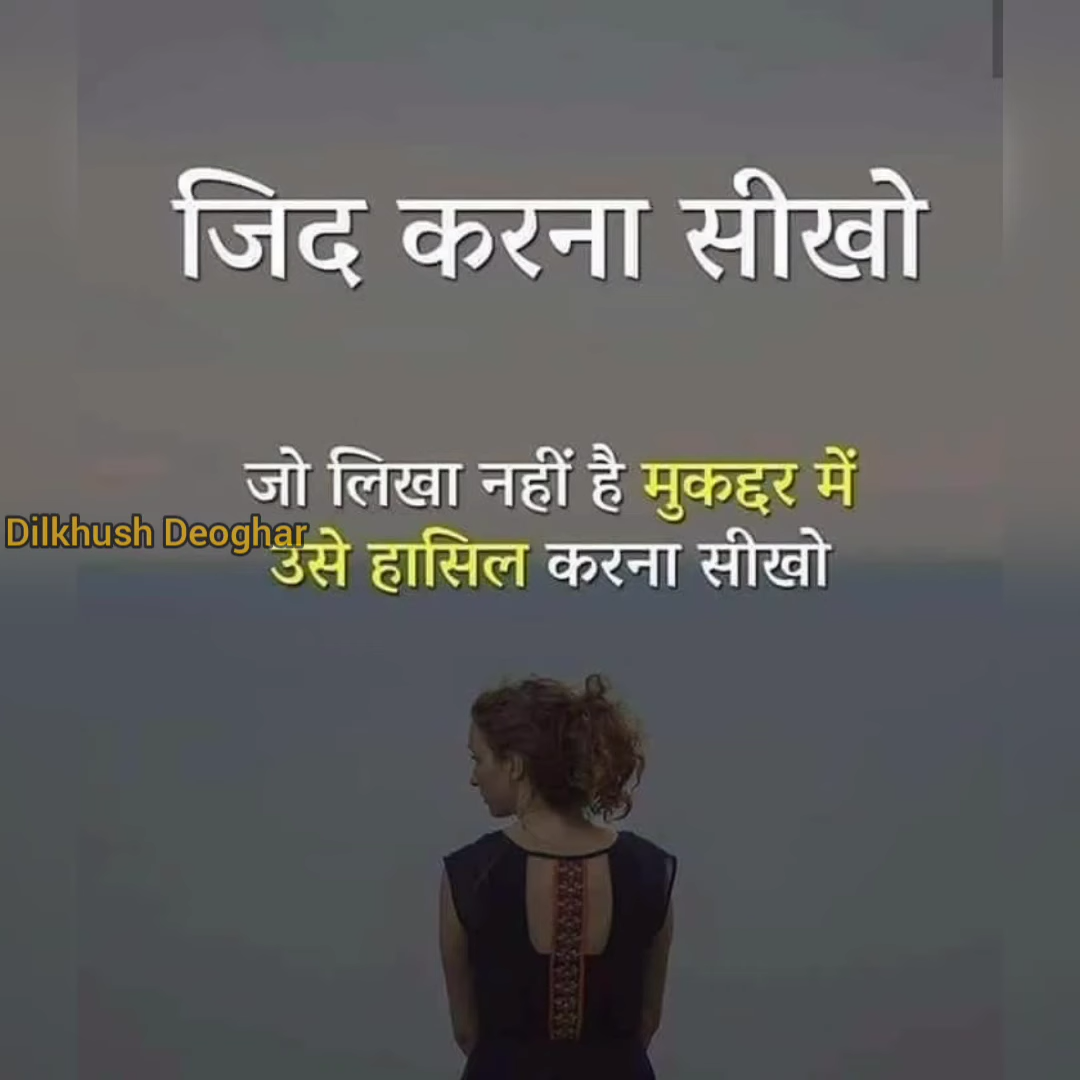 जिद करना सीखो
जो लिखा नहीं है मुकद्दर में
Dilkhush Deoghar
उसे हासिल करना सीखो